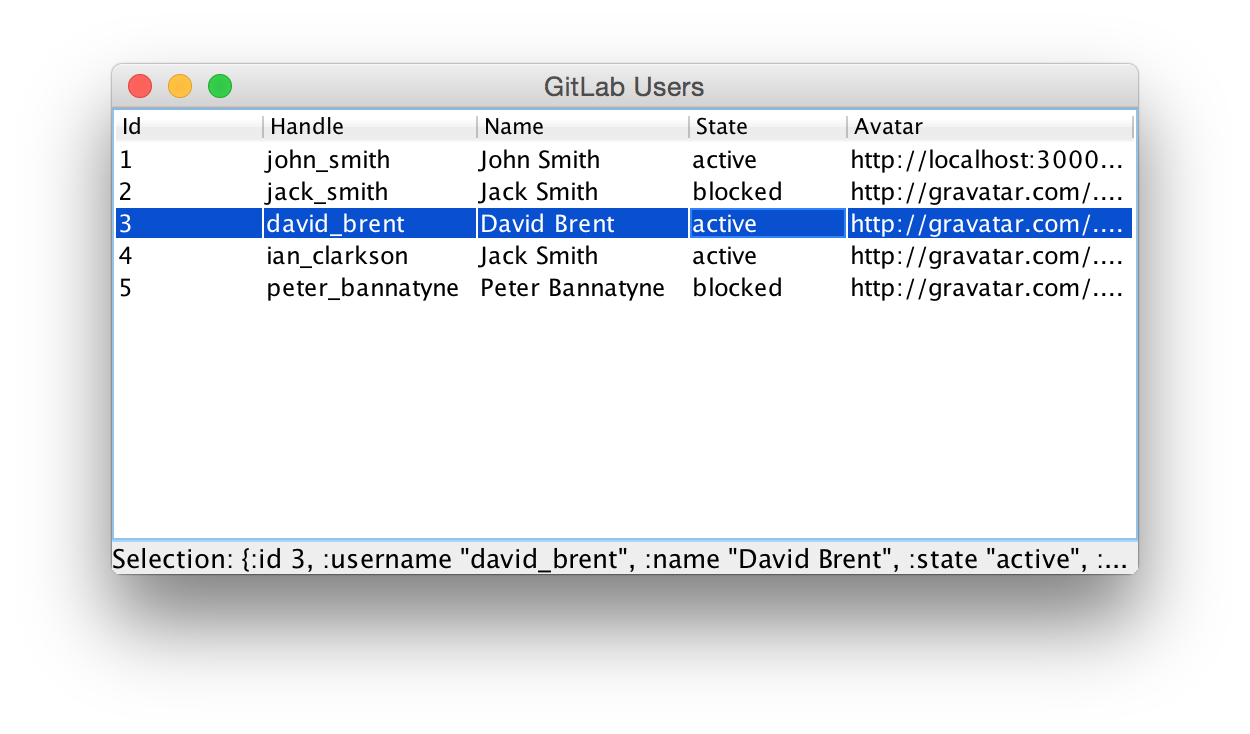 GitLab Users
Id Handle Name State Avatar
1 john_smith John Smith active http://localhost:3000...
2 jack_smith Jack Smith blocked http://gravatar.com/....
3 david_brent David Brent active http://gravatar.com/....
4 ian_clarkson Jack Smith active http://gravatar.com/....
5 peter_bannatyne Peter Bannatyne blocked http://gravatar.com/....
Selection: {:id 3, :username "david_brent", :name "David Brent", :state "active", :...